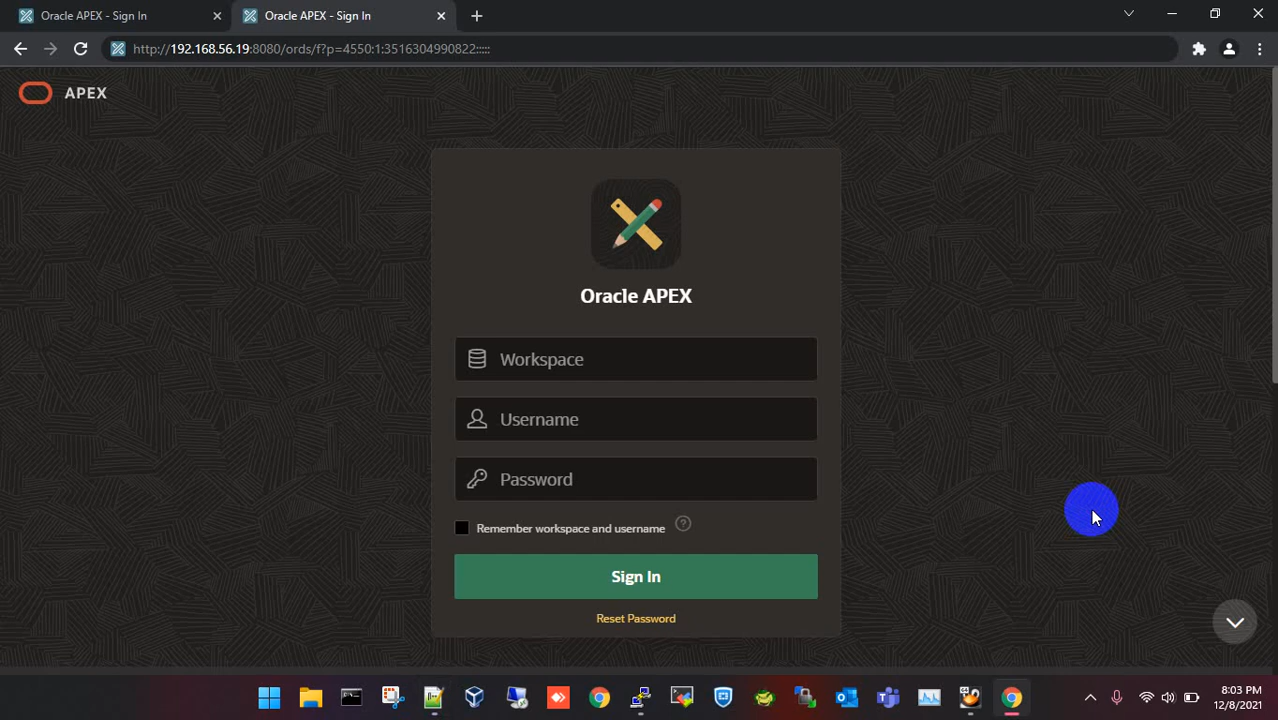 Oracle APEX - Sign In
Oracle APEX - Sign In
http://192.168.56.19:8080/ords/f?p=4550:1:3516304990822:::::
APEX
Oracle APEX
Workspace
Username
Password
Remember workspace and username
Sign In
Reset Password
8:03 PM
12/8/2021